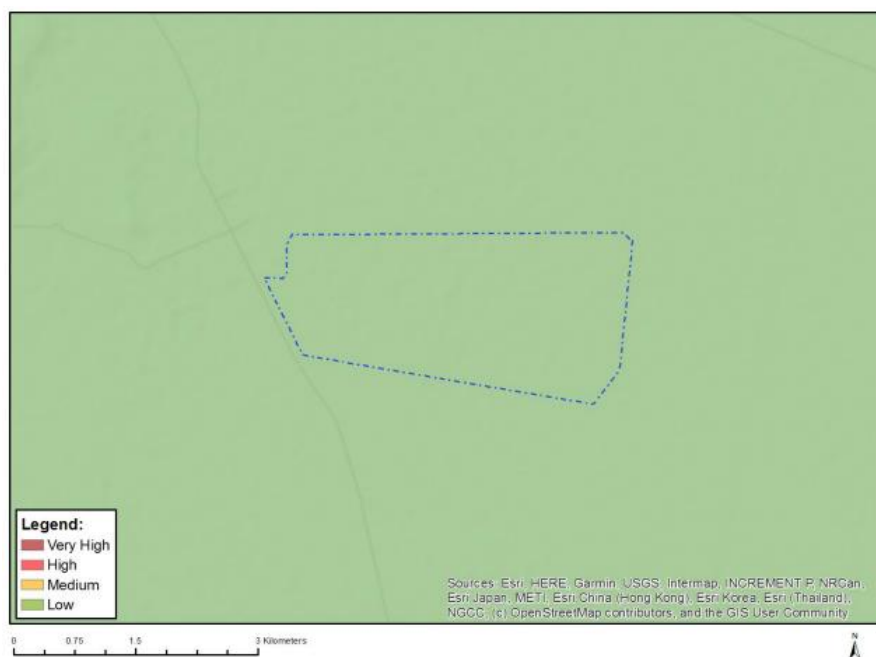 Legend:
Very High
High
Medium
Low
Sources: Esri, HERE, Garmin, USGS, Intermap, INCREMENT P, NRCan,
Esri Japan, METI, Esri China (Hong Kong), Esri Korea, Esri (Thailand),
NGCC, (c) OpenStreetMap contributors, and the GIS User Community
0 0.75 1.5 3 Kilometers
N